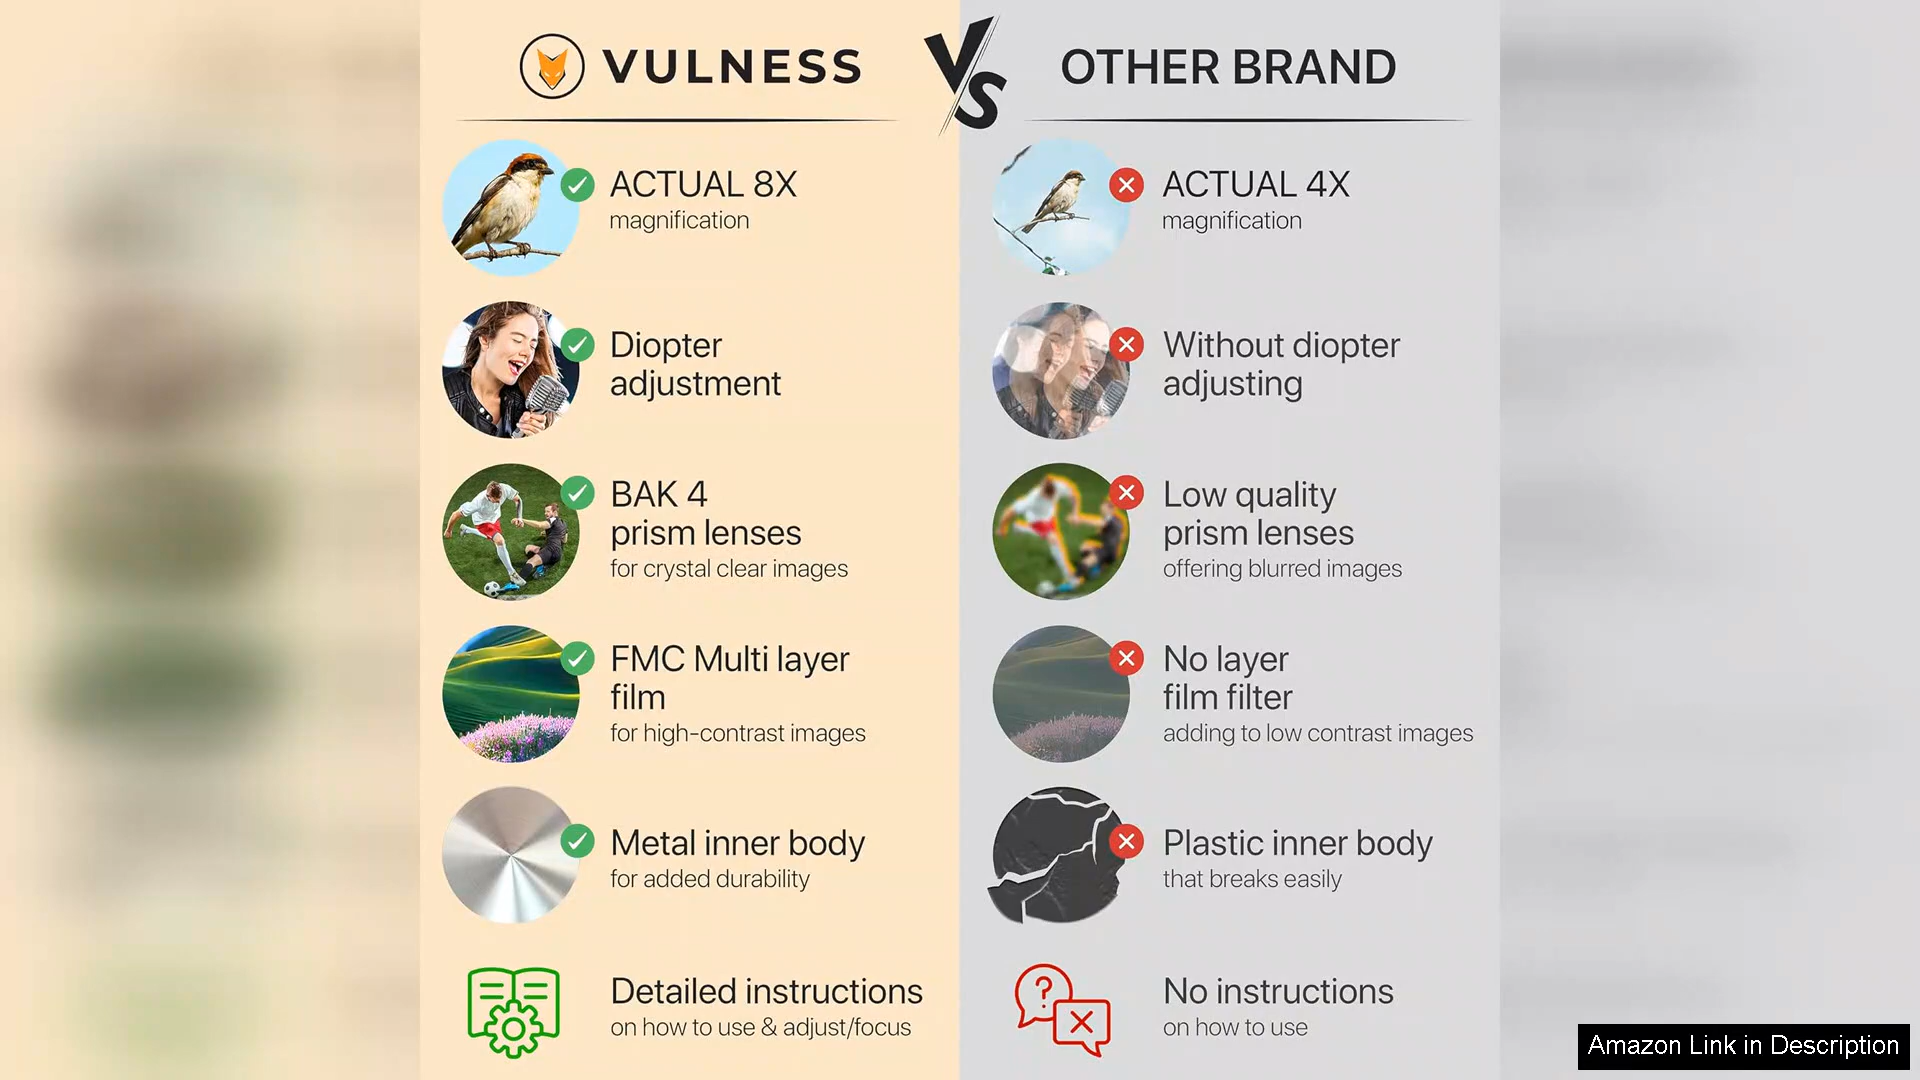 VULNESS
VS
OTHER BRAND
ACTUAL 8X
magnification
ACTUAL 4X
magnification
Diopter
adjustment
Without diopter
adjusting
BAK 4
prism lenses
for crystal clear images
Low quality
prism lenses
offering blurred images
FMC Multi layer
film
for high-contrast images
No layer
film filter
adding to low contrast images
Metal inner body
for added durability
Plastic inner body
that breaks easily
Detailed instructions
on how to use & adjust/focus
?
No instructions
on how to use
Amazon Link in Description